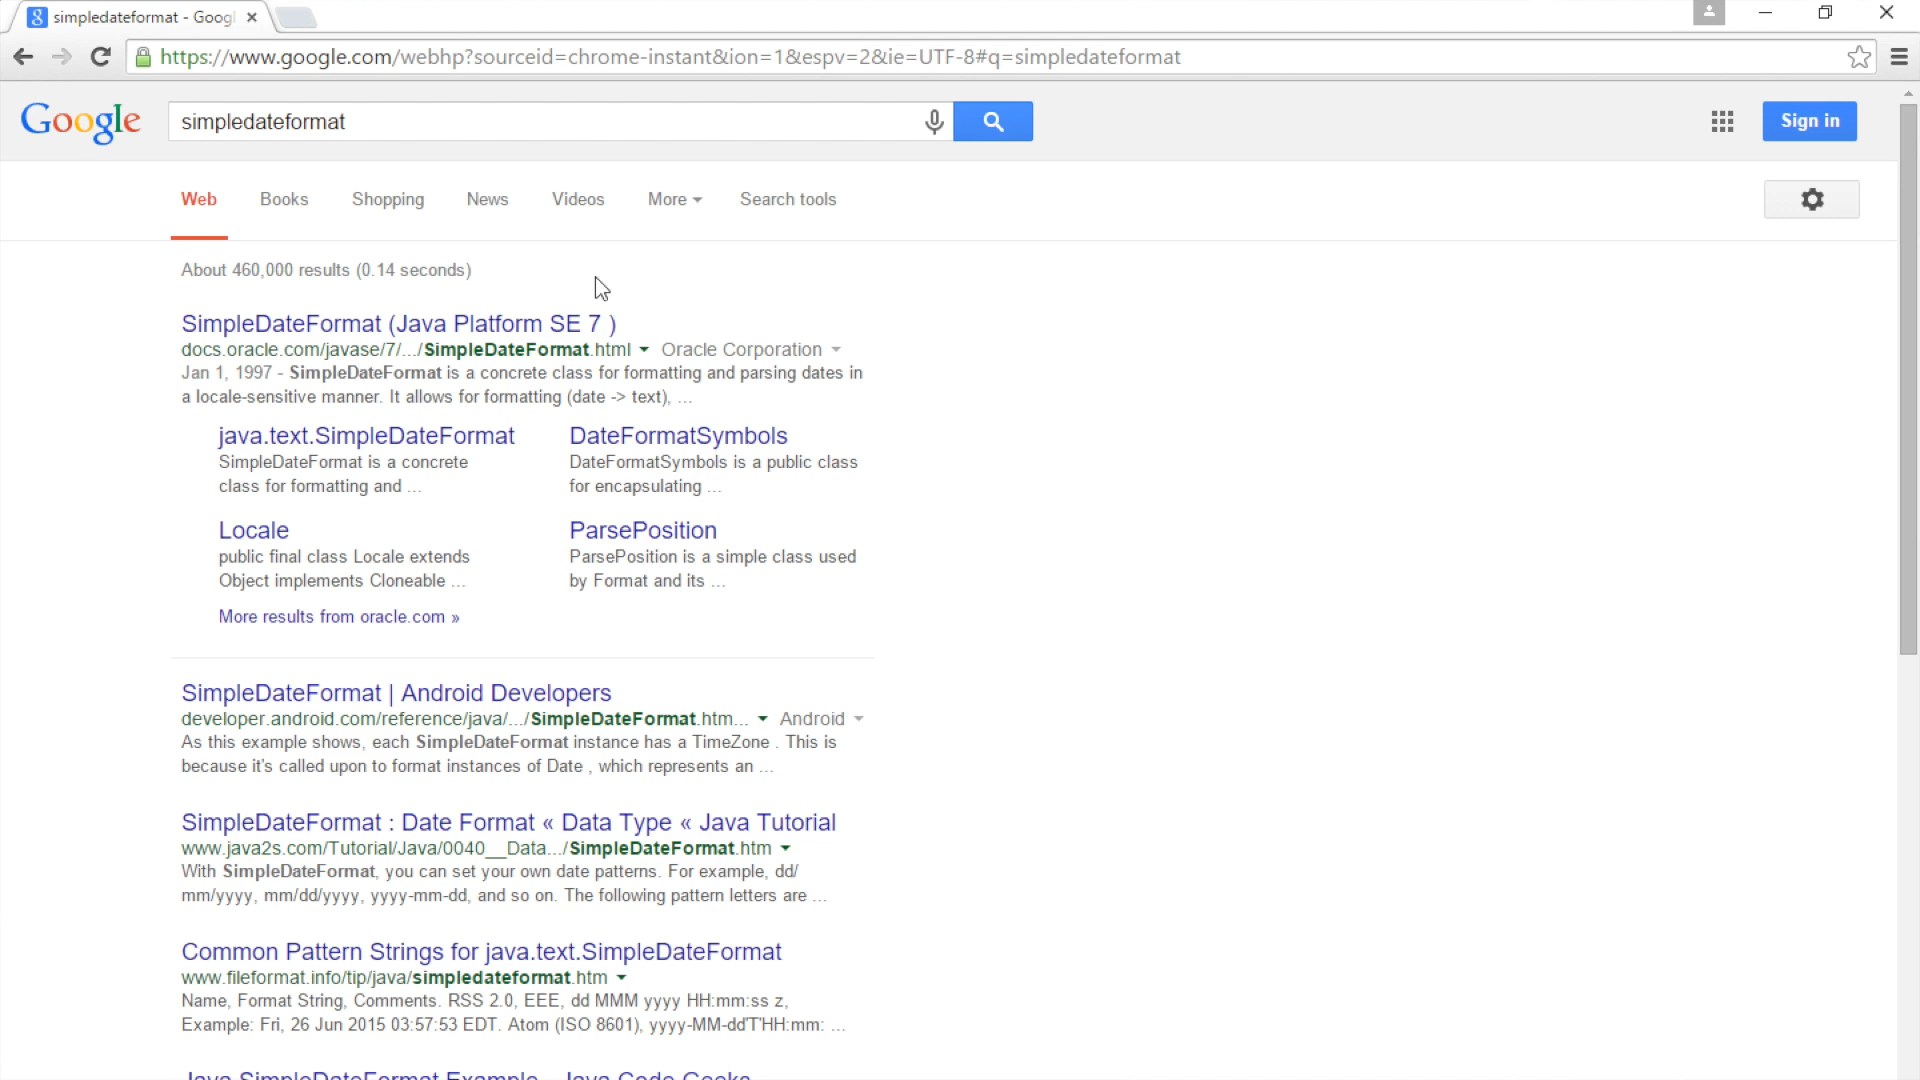 simpledateformat - Googl
https://www.google.com/webhp?sourceid=chrome-instant&ion=1&espv=2&ie=UTF-8#q=simpledateformat
Google
simpledateformat
Sign in
Web Books Shopping News Videos More Search tools
About 460,000 results (0.14 seconds)
SimpleDateFormat (Java Platform SE 7 )
docs.oracle.com/javase/7/.../SimpleDateFormat.html Oracle Corporation
Jan 1, 1997 - SimpleDateFormat is a concrete class for formatting and parsing dates in
a locale-sensitive manner. It allows for formatting (date -> text), ...
java.text.SimpleDateFormat
SimpleDateFormat is a concrete
class for formatting and ...
DateFormatSymbols
DateFormatSymbols is a public class
for encapsulating ...
Locale
public final class Locale extends
Object implements Cloneable ...
ParsePosition
ParsePosition is a simple class used
by Format and its ...
More results from oracle.com »
SimpleDateFormat | Android Developers
developer.android.com/reference/java/.../SimpleDateFormat.htm... Android
As this example shows, each SimpleDateFormat instance has a TimeZone . This is
because it's called upon to format instances of Date , which represents an ...
SimpleDateFormat : Date Format « Data Type « Java Tutorial
www.java2s.com/Tutorial/Java/0040__Data.../SimpleDateFormat.htm
With SimpleDateFormat, you can set your own date patterns. For example, dd/
mm/yyyy, mm/dd/yyyy, yyyy-mm-dd, and so on. The following pattern letters are ...
Common Pattern Strings for java.text.SimpleDateFormat
www.fileformat.info/tip/java/simpledateformat.htm
Name, Format String, Comments. RSS 2.0, EEE, dd MMM yyyy HH:mm:ss z,
Example: Fri, 26 Jun 2015 03:57:53 EDT. Atom (ISO 8601), yyyy-MM-dd'T'HH:mm: ...
Java SimpleDateFormat Example - Java Code Geeks